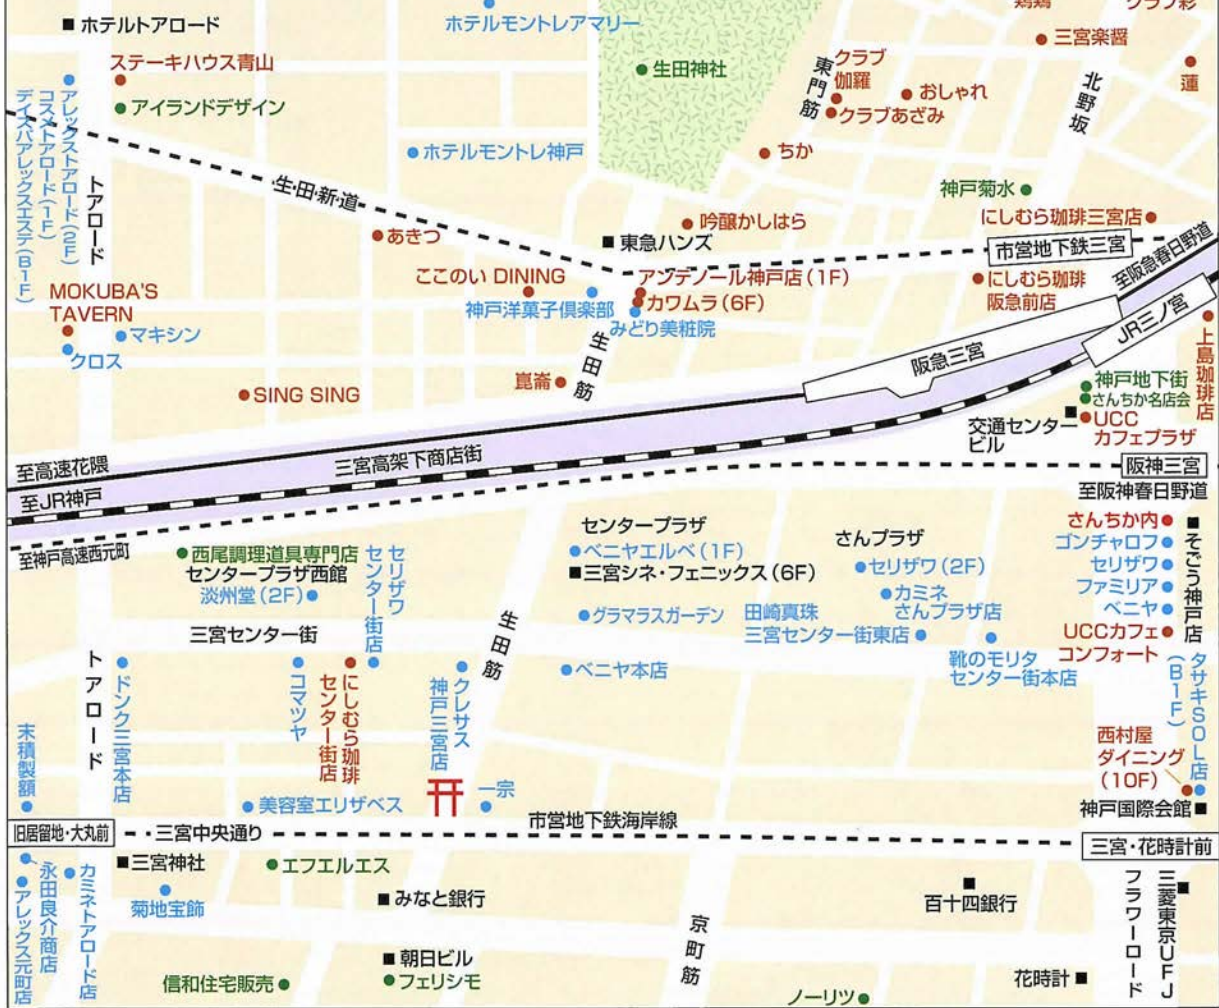 ホテルトアロード
ホテルモントレアマリー
クラブ彩
三宮楽醤
ステーキハウス青山
生田神社
東門筋
クラブ
伽羅
おしゃれ
クラブあざみ
北野坂
蓮
アイランドデザイン
アレックストアロード(2F)
コスメトアロード(1F)
デイスパアレックスエステ(B1F)
ホテルモントレ神戸
ちか
トアロード
生田新道
神戸菊水
吟醸かしはら
にしむら珈琲三宮店
あきつ
東急ハンズ
市営地下鉄三宮
至阪急春日野道
ここのい DINING
アンテノール神戸店(1F)
にしむら珈琲
阪急前店
MOKUBA'S
TAVERN
神戸洋菓子倶楽部
カワムラ(6F)
みどり美粧院
マキシン
クロス
生田筋
阪急三宮
JR三ノ宮
上島珈琲店
SING SING
崑崙
神戸地下街
さんちか名店会
交通センター
ビル
UCC
カフェプラザ
至高速花隈
三宮高架下商店街
阪神三宮
至JR神戸
至阪神春日野道
至神戸高速西元町
西尾調理道具専門店
センタープラザ西館
淡州堂(2F)
セリザワ
センター街店
センタープラザ
ベニヤエルベ(1F)
三宮シネ・フェニックス(6F)
さんプラザ
セリザワ(2F)
カミネ
さんプラザ店
さんちか内
ゴンチャロフ
セリザワ
ファミリア
ベニヤ
UCCカフェ
コンフォート
そごう神戸店
グラマラスガーデン
田崎真珠
三宮センター街東店
三宮センター街
生田筋
靴のモリタ
センター街本店
タサキSOL店
(B1F)
トアロード
ドンク三宮本店
コマツヤ
にしむら珈琲
センター街店
クレサス
神戸三宮店
ベニヤ本店
末積製額
西村屋
ダイニング
(10F)
美容室エリザベス
一宗
神戸国際会館
旧居留地・大丸前
三宮中央通り
市営地下鉄海岸線
三宮・花時計前
三宮神社
エフエルエス
永田良介商店
アレックス元町店
カミネトアロード店
菊地宝飾
みなと銀行
百十四銀行
フラワーロード
三菱東京UFJ
京町筋
朝日ビル
フェリシモ
信和住宅販売
花時計
ノーリツ